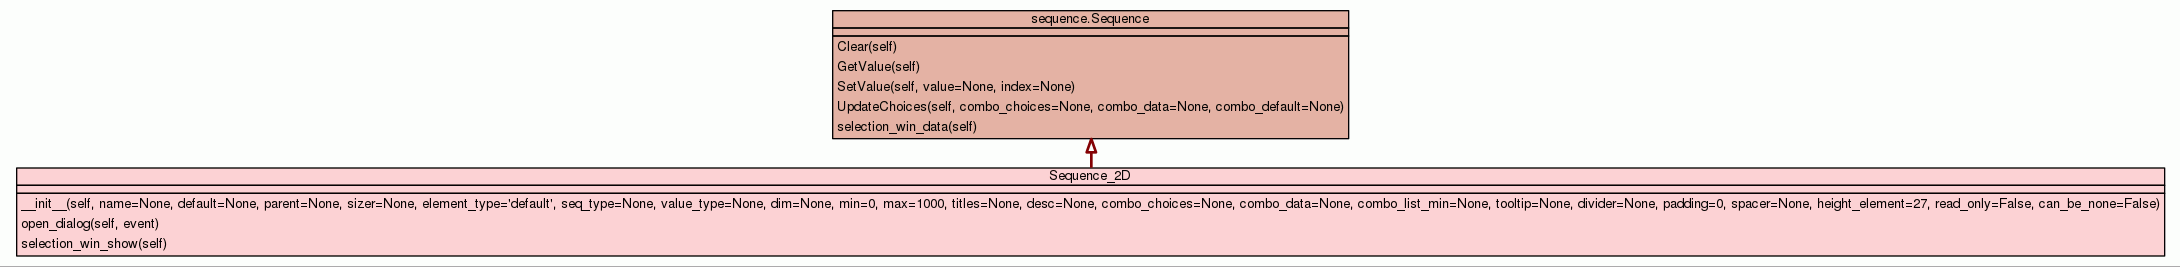 sequence.Sequence
Clear(self)
GetValue(self)
SetValue(self, value=None, index=None)
UpdateChoices(self, combo_choices=None, combo_data=None, combo_default=None)
selection_win_data(self)
Sequence_2D
__init__(self, name=None, default=None, parent=None, sizer=None, element_type='default', seq_type=None, value_type=None, dim=None, min=0, max=1000, titles=None, desc=None, combo_choices=None, combo_data=None, combo_list_min=None, tooltip=None, divider=None, padding=0, spacer=None, height_element=27, read_only=False, can_be_none=False)
open_dialog(self, event)
selection_win_show(self)